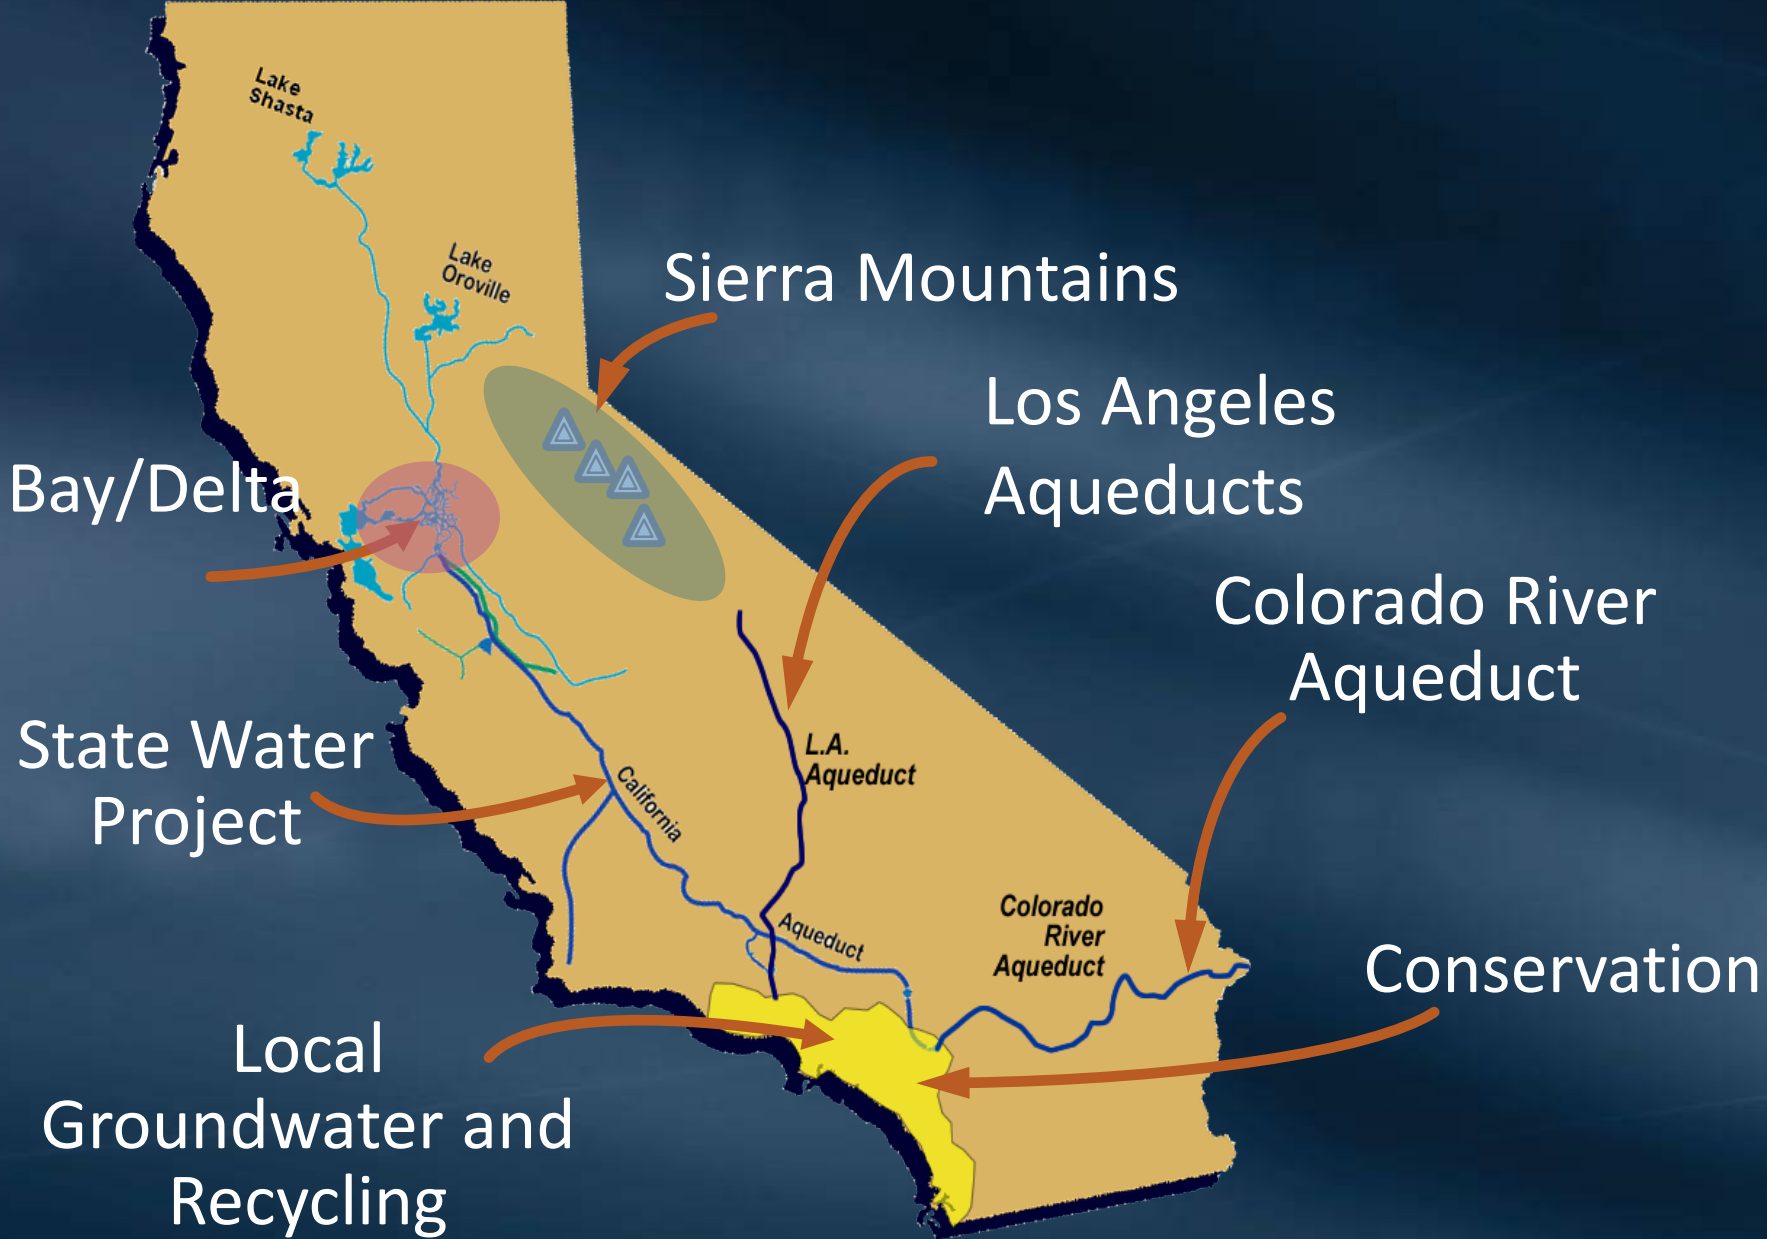 Lake
Shasta
Lake
Oroville
Sierra Mountains
Los Angeles
Aqueducts
Bay/Delta
Colorado River
Aqueduct
State Water
Project
L.A.
Aqueduct
California
Aqueduct
Colorado
River
Aqueduct
Conservation
Local
Groundwater and
Recycling